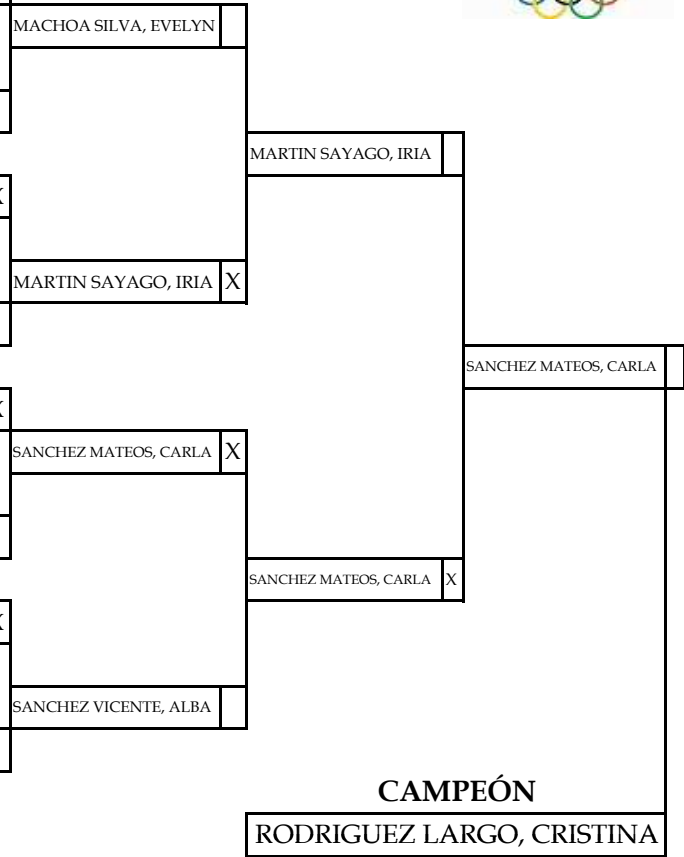 MACHOA SILVA, EVELYN
MARTIN SAYAGO, IRIA
X
MARTIN SAYAGO, IRIA X
SANCHEZ MATEOS, CARLA
X
SANCHEZ MATEOS, CARLA X
SANCHEZ MATEOS, CARLA X
X
SANCHEZ VICENTE, ALBA
CAMPEÓN
RODRIGUEZ LARGO, CRISTINA